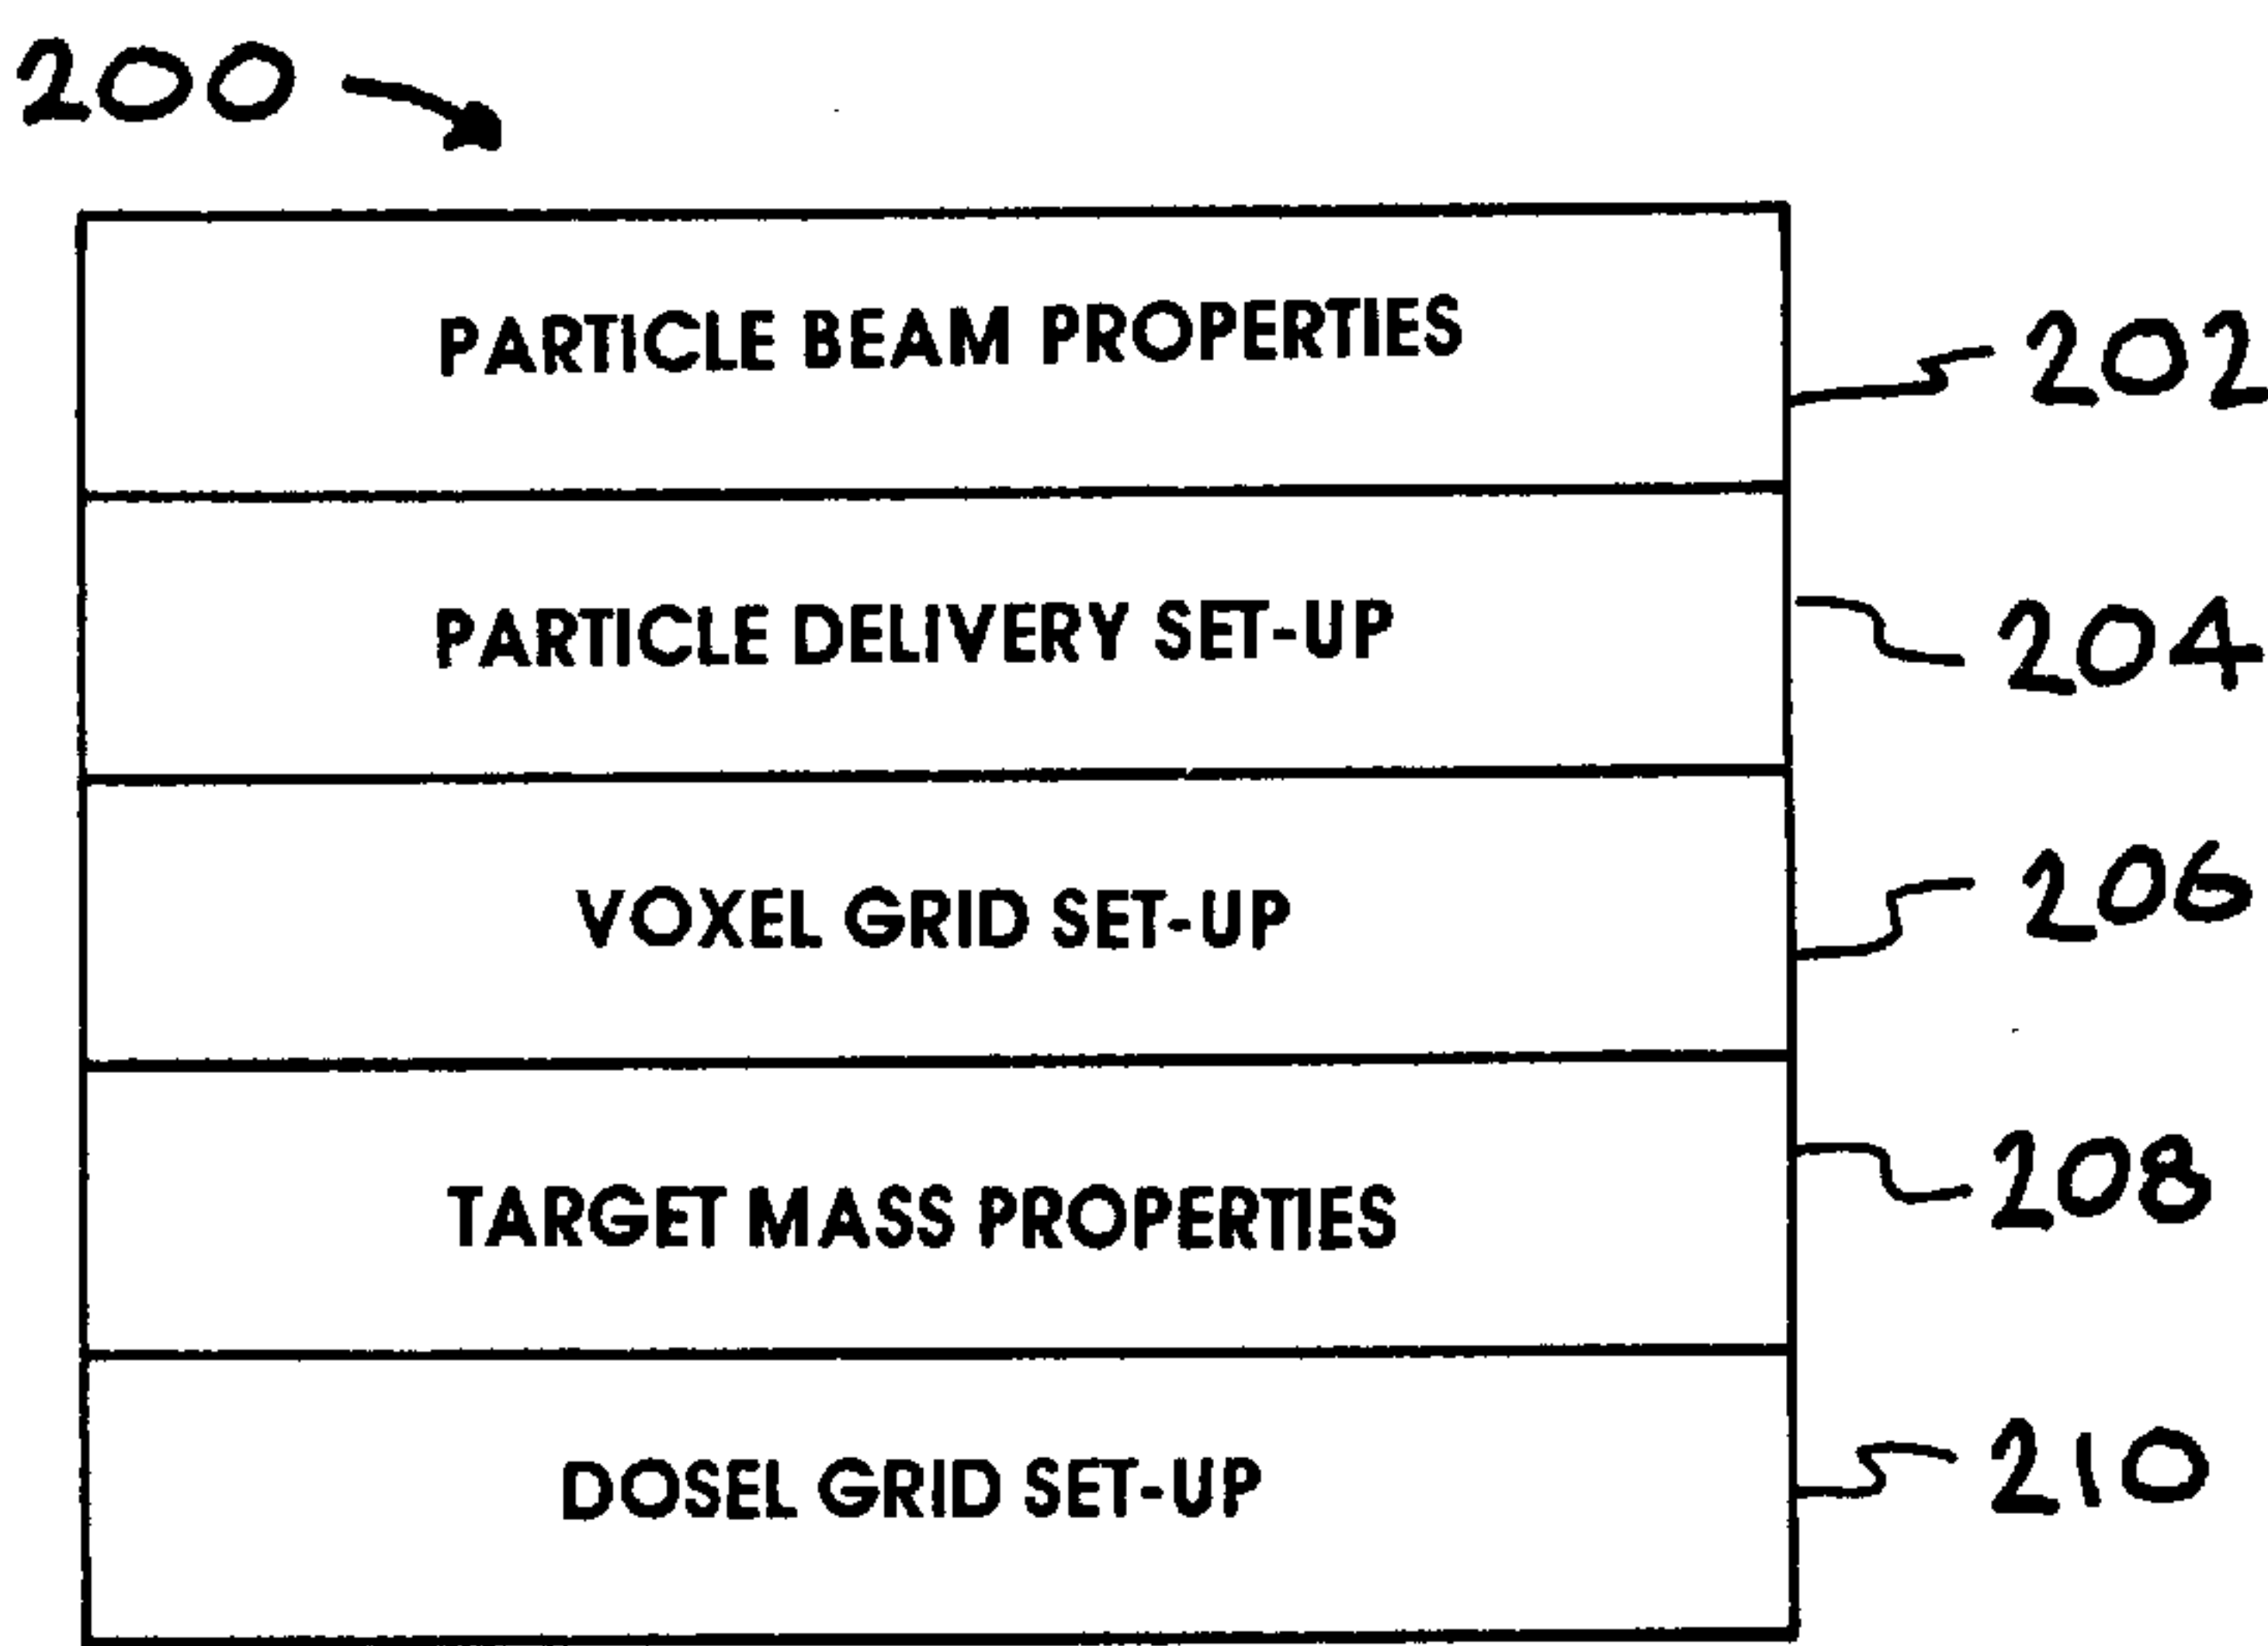 200
PARTICLE BEAM PROPERTIES
202
PARTICLE DELIVERY SET-UP
204
VOXEL GRID SET-UP
206
TARGET MASS PROPERTIES
208
DOSEL GRID SET-UP
210